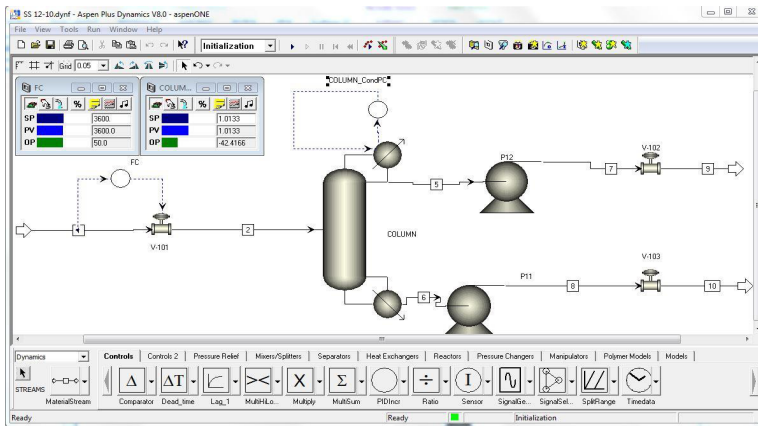 SS 12-10.dynf - Aspen Plus Dynamics V8.0 - aspenONE
File View Tools Run Window Help
Initialization
Grid 0.05
FC
COLUM...
%
%
SP 3600.
PV 3600.0
OP 50.0
SP 1.0133
PV 1.0133
OP -42.4166
COLUMN_CondPC
FC
V-101
2
COLUMN
5
P12
7
V-102
9
6
P11
8
V-103
10
Dynamics
Controls Controls 2 Pressure Relief Mixers/Splitters Separators Heat Exchangers Reactors Pressure Changers Manipulators Polymer Models Models
STREAMS
MaterialStream
Δ ΔT >< X Σ ÷ I
Comparator Dead_time Lag_1 MultiHiLo... Multiply MultiSum PIDIncr Ratio Sensor SignalGe... SignalSel... SplitRange Timedata
Ready Ready Initialization